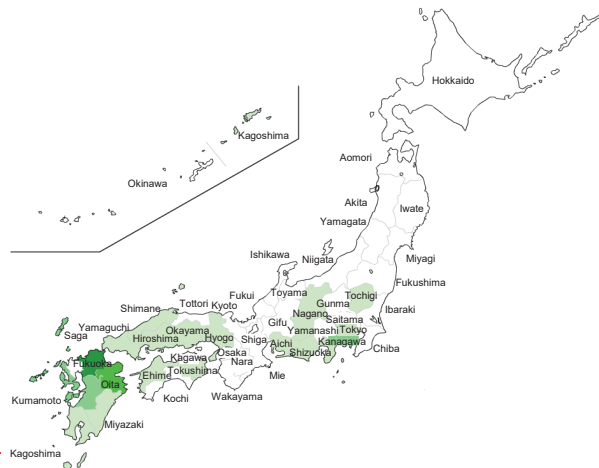 Hokkaido
Kagoshima
Aomori
Okinawa
Akita
Iwate
Yamagata
Ishikawa
Niigata
Miyagi
Fukushima
Toyama
Fukui
Tochigi
Gunma
Tottori
Kyoto
Shimane
Nagano
Ibaraki
Saitama
Gifu
Yamaguchi
Okayama
Yamanashi
Tokyo
Saga
Hiroshima
Hyogo
Shiga
Aichi
Kanagawa
Chiba
Osaka
Shizuoka
Kagawa
Nara
Fukuoka
Tokushima
Mie
Ehime
Oita
Kochi
Wakayama
Kumamoto
Miyazaki
Kagoshima